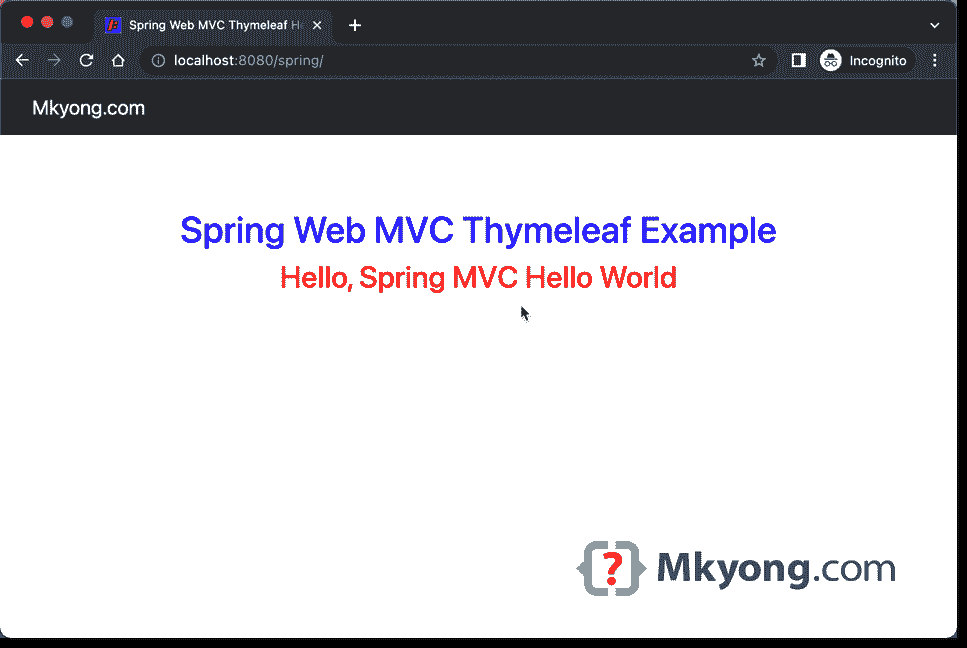 Spring Web MVC Thymeleaf He
localhost:8080/spring/
Incognito
Mkyong.com
Spring Web MVC Thymeleaf Example
Hello, Spring MVC Hello World
Mkyong.com